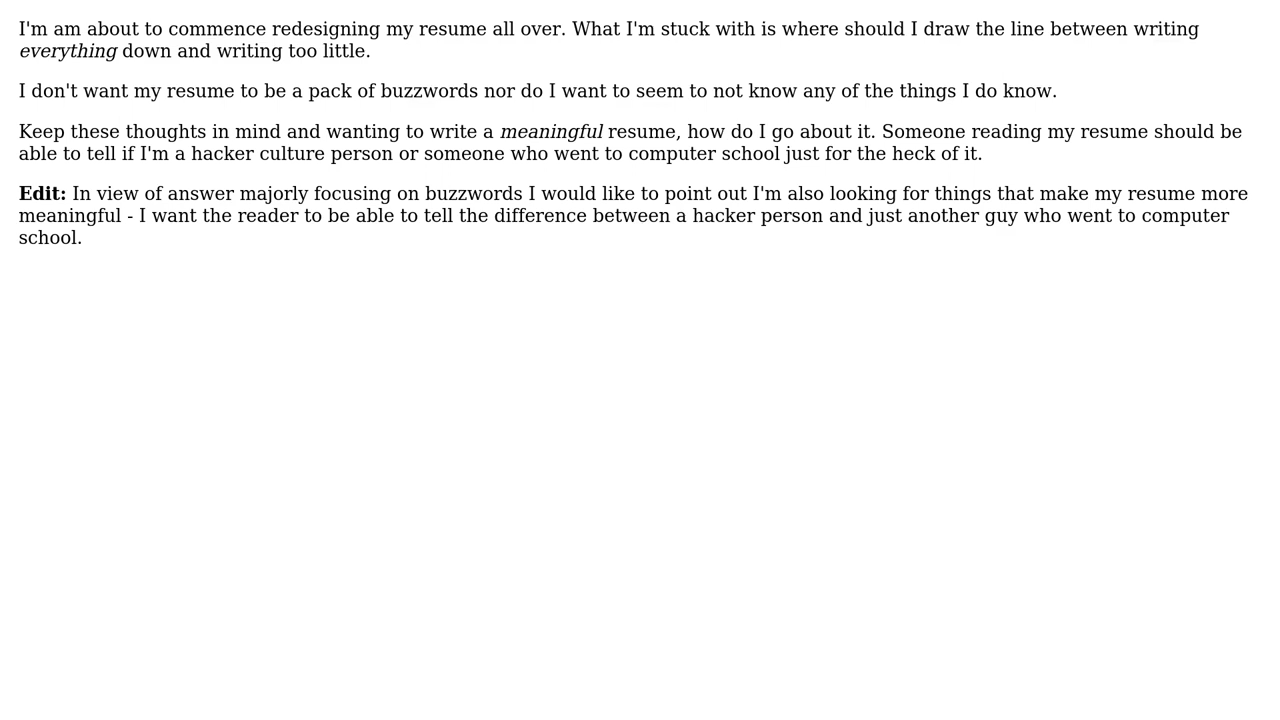 I'm am about to commence redesigning my resume all over. What I'm stuck with is where should I draw the line between writing
everything down and writing too little.
I don't want my resume to be a pack of buzzwords nor do I want to seem to not know any of the things I do know.
Keep these thoughts in mind and wanting to write a meaningful resume, how do I go about it. Someone reading my resume should be
able to tell if I'm a hacker culture person or someone who went to computer school just for the heck of it.
Edit: In view of answer majorly focusing on buzzwords I would like to point out I'm also looking for things that make my resume more
meaningful - I want the reader to be able to tell the difference between a hacker person and just another guy who went to computer
school.